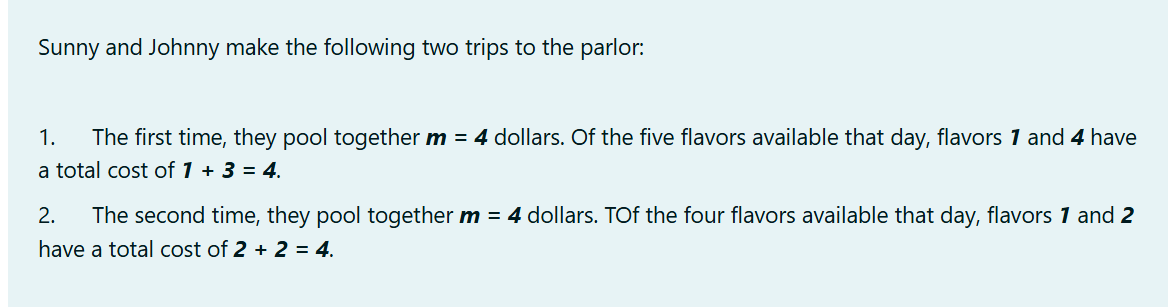 Sunny and Johnny make the following two trips to the parlor:
1. The first time, they pool together m = 4 dollars. Of the five flavors available that day, flavors 1 and 4 have
a total cost of 1 + 3 = 4.
2. The second time, they pool together m = 4 dollars. TOf the four flavors available that day, flavors 1 and 2
have a total cost of 2 + 2 = 4.